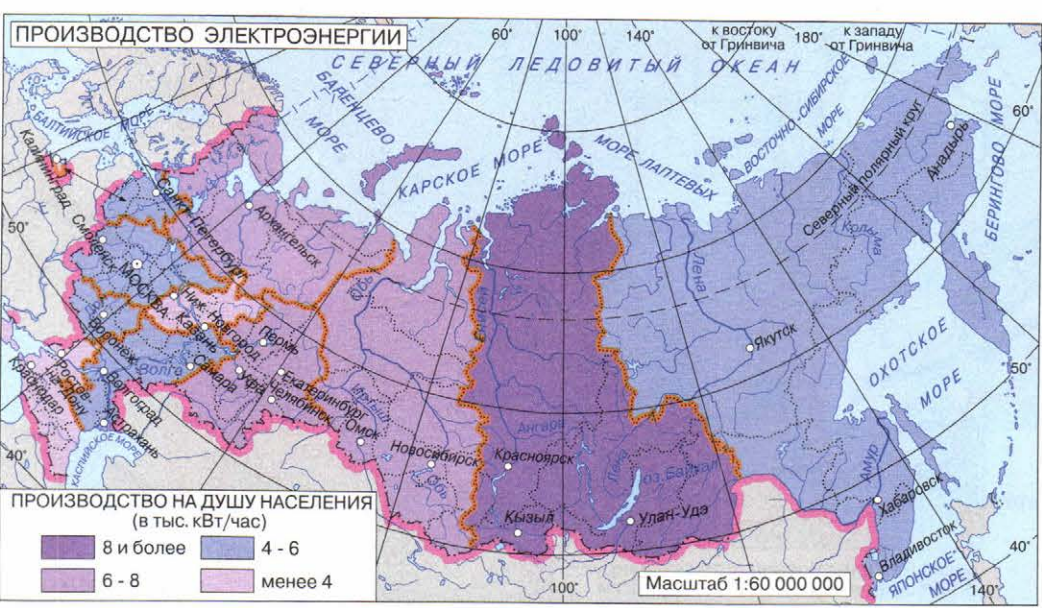 ПРОИЗВОДСТВО ЭЛЕКТРОЭНЕРГИИ
60° 100° 140° к востоку от Гринвича 180° к западу от Гринвича
СЕВЕРНЫЙ ЛЕДОВИТЫЙ ОКЕАН
БАРЕНЦЕВО МОРЕ
КАРСКОЕ МОРЕ
МОРЕ ЛАПТЕВЫХ
ВОСТОЧНО-СИБИРСКОЕ МОРЕ
БЕРИНГОВО МОРЕ
60°
БАЛТИЙСКОЕ МОРЕ
Северный полярный круг
Анадырь
Калининград
Санкт-Петербург
Архангельск
Смоленск
МОСКВА
50°
Ниж. Новгород
Казань
Пермь
Воронеж
Волга
Самара
Уфа
Екатеринбург
Челябинск
Ростов-на-Дону
Волгоград
Краснодар
Астрахань
КАСПИЙСКОЕ МОРЕ
40°
Обь
Иртыш
Омск
Новосибирск
Обь
Енисей
Ангара
Красноярск
Кызыл
Лена
оз. Байкал
Улан-Удэ
Лена
Колыма
Якутск
ОХОТСКОЕ МОРЕ
50°
Амур
Хабаровск
Владивосток
ЯПОНСКОЕ МОРЕ
40°
140°
100°
ПРОИЗВОДСТВО НА ДУШУ НАСЕЛЕНИЯ
(в тыс. кВт/час)
8 и более
4 - 6
6 - 8
менее 4
Масштаб 1:60 000 000